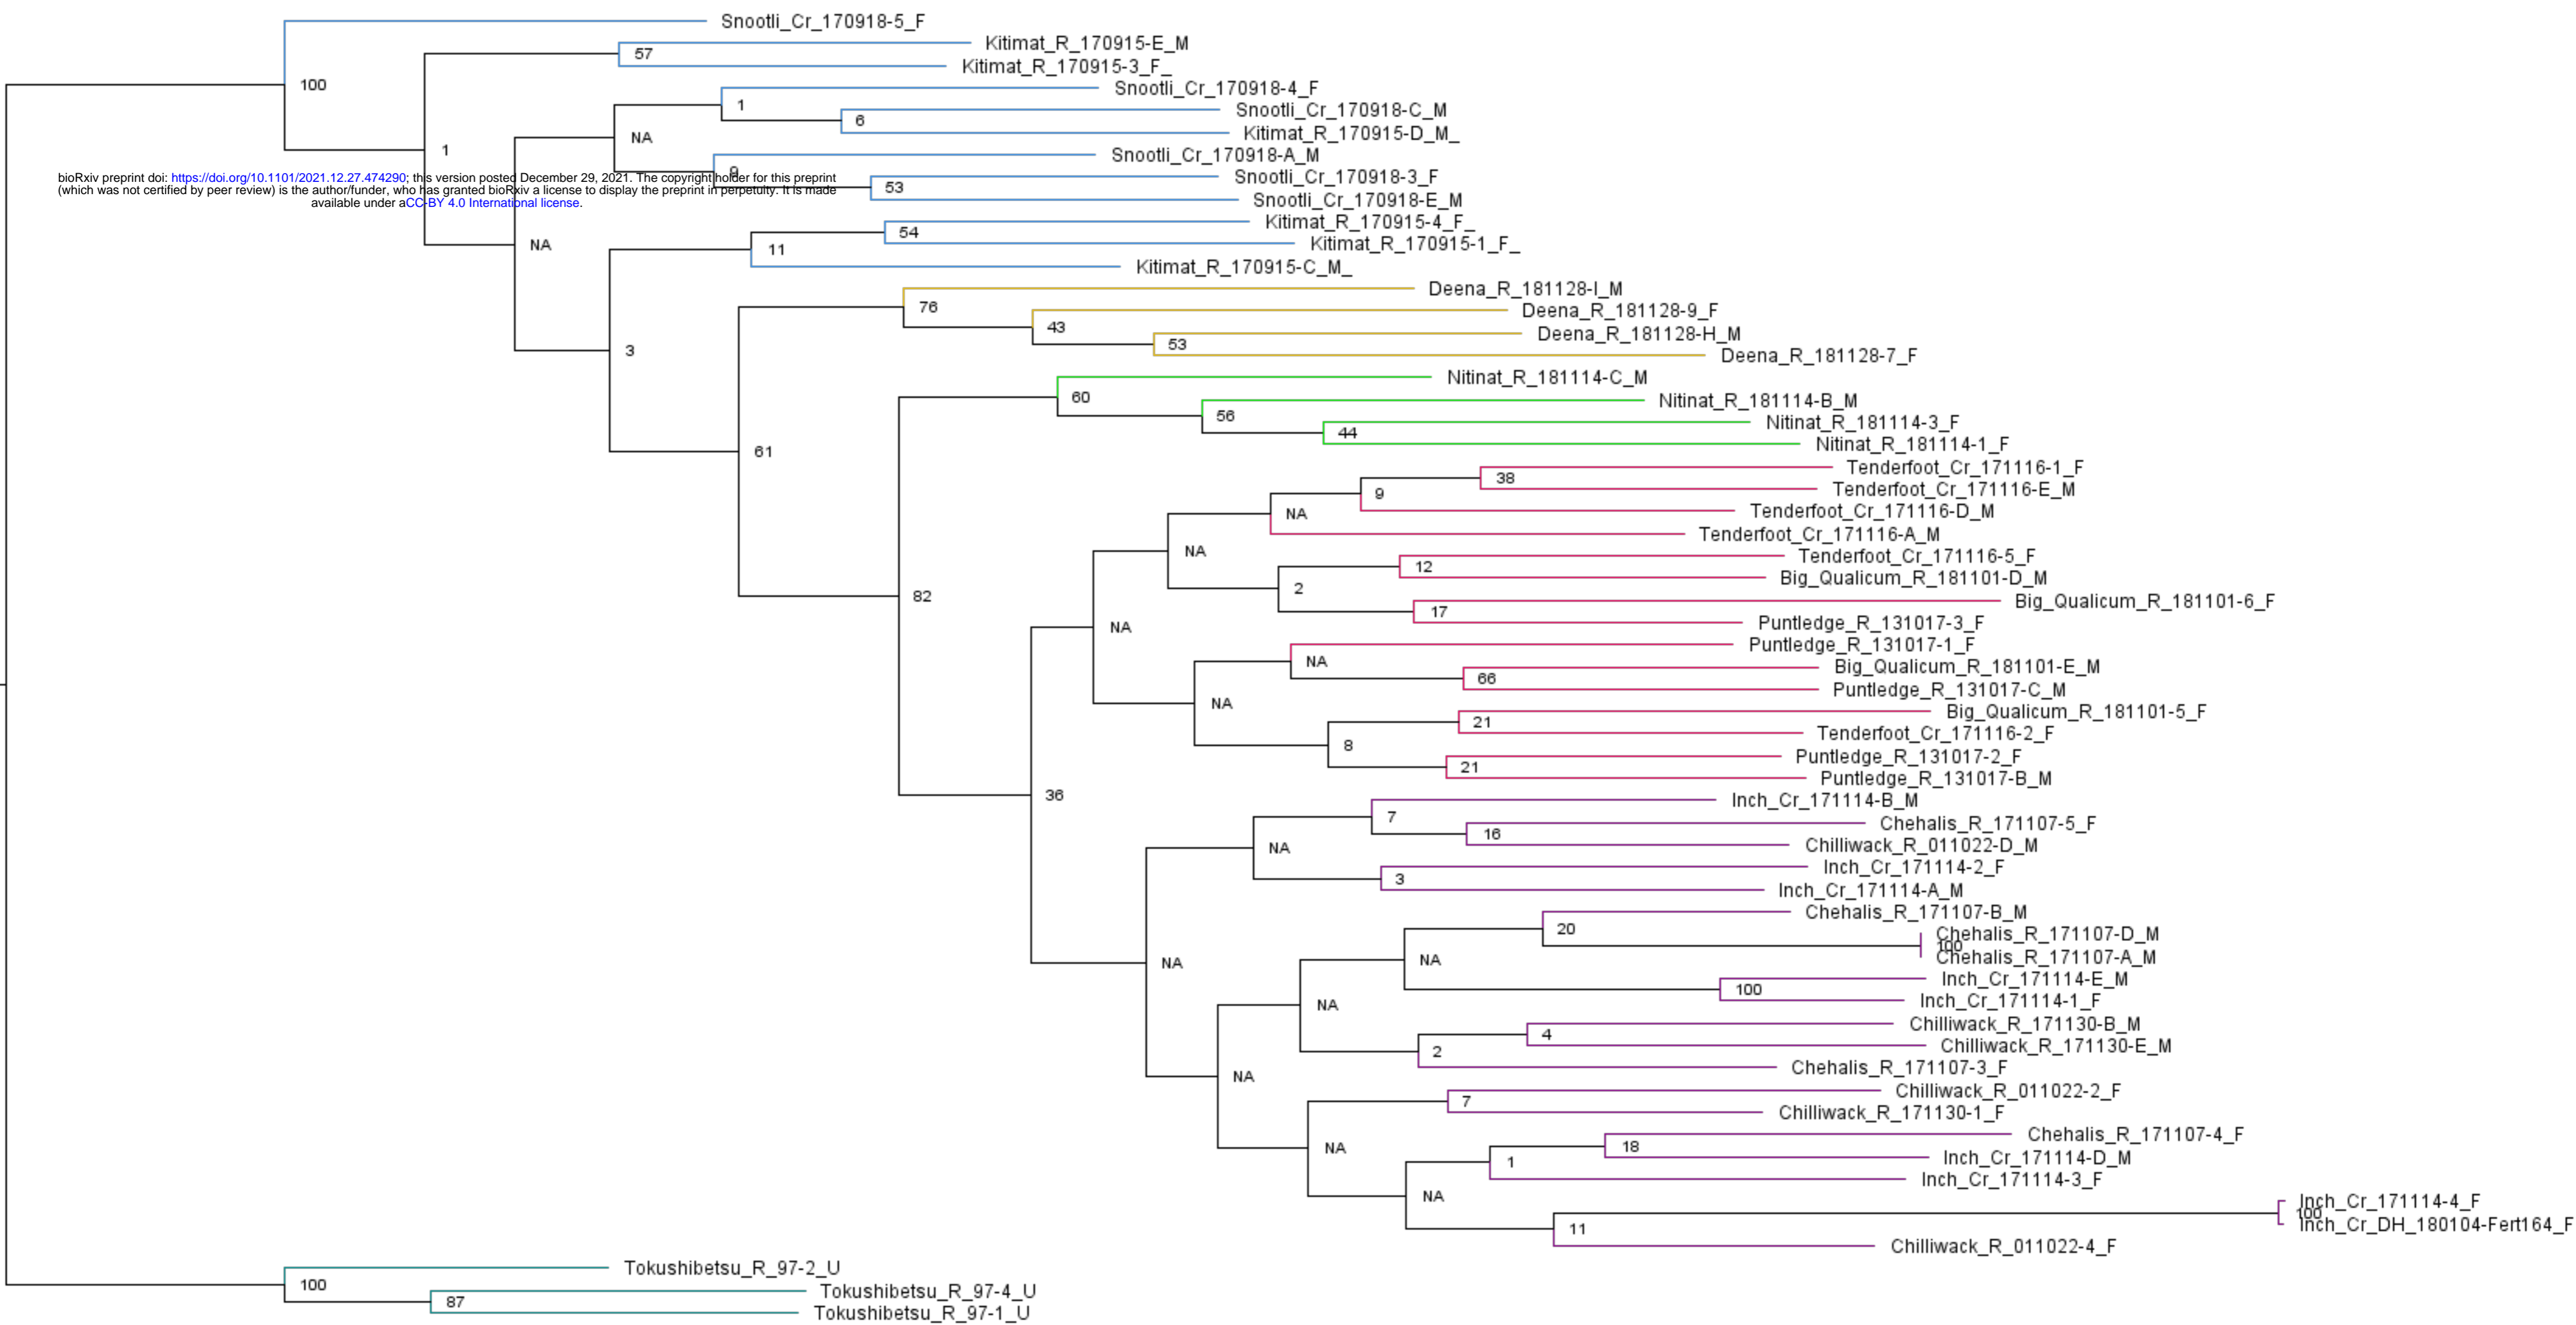 Snootli_Cr_170918-5_F
Kitimat_R_170915-E_M
57
Kitimat_R_170915-3_F_
100
Snootli_Cr_170918-4_F
1
Snootli_Cr_170918-C_M
6
Kitimat_R_170915-D_M_
NA
1
Snootli_Cr_170918-A_M
9
bioRxiv preprint doi: https://doi.org/10.1101/2021.12.27.474290; this version posted December 29, 2021. The copyright holder for this preprint
(which was not certified by peer review) is the author/funder, who has granted bioRxiv a license to display the preprint in perpetuity. It is made
available under aCC-BY 4.0 International license.
Snootli_Cr_170918-3_F
53
Snootli_Cr_170918-E_M
Kitimat_R_170915-4_F_
54
NA
Kitimat_R_170915-1_F_
11
Kitimat_R_170915-C_M_
Deena_R_181128-I_M
76
Deena_R_181128-9_F
43
Deena_R_181128-H_M
53
3
Deena_R_181128-7_F
Nitinat_R_181114-C_M
60
Nitinat_R_181114-B_M
56
Nitinat_R_181114-3_F
44
Nitinat_R_181114-1_F
61
Tenderfoot_Cr_171116-1_F
38
Tenderfoot_Cr_171116-E_M
9
Tenderfoot_Cr_171116-D_M
NA
Tenderfoot_Cr_171116-A_M
NA
Tenderfoot_Cr_171116-5_F
12
Big_Qualicum_R_181101-D_M
2
82
Big_Qualicum_R_181101-6_F
17
Puntledge_R_131017-3_F
NA
Puntledge_R_131017-1_F
NA
Big_Qualicum_R_181101-E_M
66
Puntledge_R_131017-C_M
NA
Big_Qualicum_R_181101-5_F
21
Tenderfoot_Cr_171116-2_F
8
Puntledge_R_131017-2_F
21
Puntledge_R_131017-B_M
36
Inch_Cr_171114-B_M
7
Chehalis_R_171107-5_F
16
Chilliwack_R_011022-D_M
NA
Inch_Cr_171114-2_F
3
Inch_Cr_171114-A_M
Chehalis_R_171107-B_M
20
Chehalis_R_171107-D_M
100
Chehalis_R_171107-A_M
NA
NA
Inch_Cr_171114-E_M
100
Inch_Cr_171114-1_F
NA
Chilliwack_R_171130-B_M
4
Chilliwack_R_171130-E_M
2
Chehalis_R_171107-3_F
NA
Chilliwack_R_011022-2_F
7
Chilliwack_R_171130-1_F
Chehalis_R_171107-4_F
18
NA
Inch_Cr_171114-D_M
1
Inch_Cr_171114-3_F
NA
Inch_Cr_171114-4_F
100
Inch_Cr_DH_180104-Fert164_F
11
Chilliwack_R_011022-4_F
Tokushibetsu_R_97-2_U
100
Tokushibetsu_R_97-4_U
87
Tokushibetsu_R_97-1_U